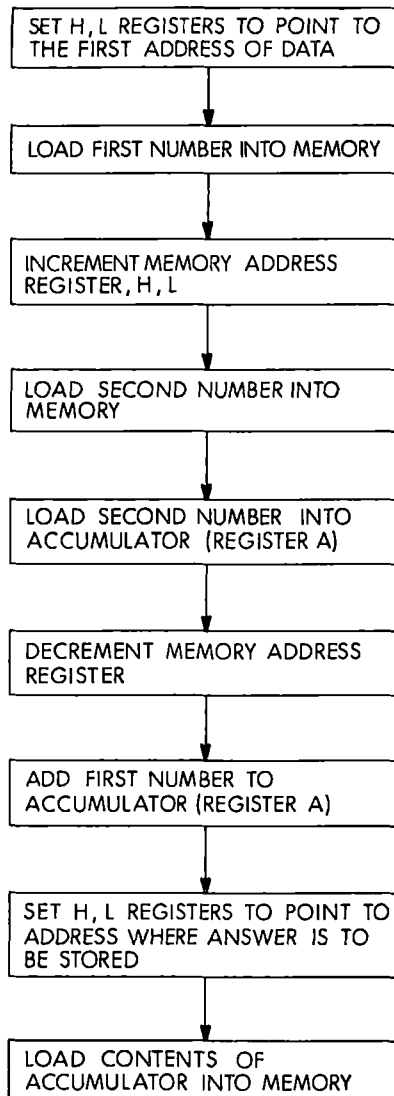 SET H, L REGISTERS TO POINT TO
THE FIRST ADDRESS OF DATA
LOAD FIRST NUMBER INTO MEMORY
INCREMENT MEMORY ADDRESS
REGISTER, H, L
LOAD SECOND NUMBER INTO
MEMORY
LOAD SECOND NUMBER INTO
ACCUMULATOR (REGISTER A)
DECREMENT MEMORY ADDRESS
REGISTER
ADD FIRST NUMBER TO
ACCUMULATOR (REGISTER A)
SET H, L REGISTERS TO POINT TO
ADDRESS WHERE ANSWER IS TO
BE STORED
LOAD CONTENTS OF
ACCUMULATOR INTO MEMORY